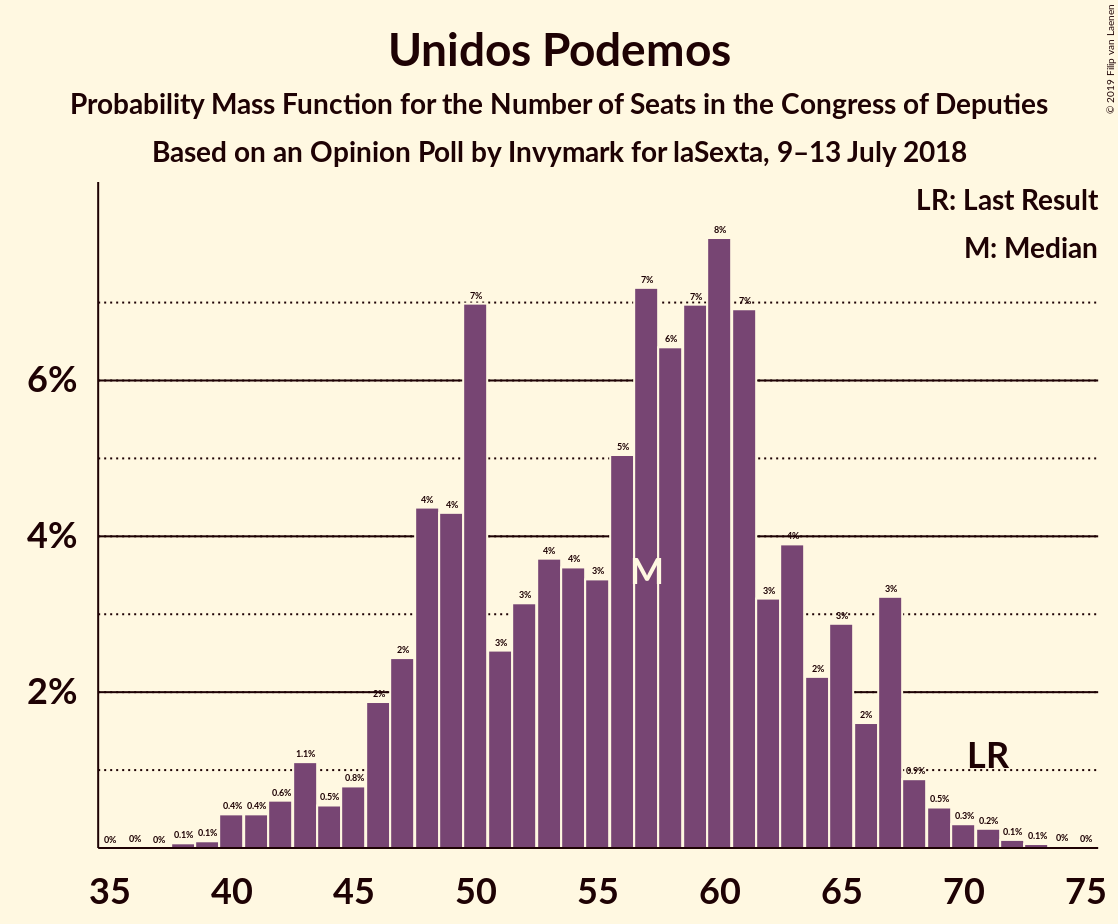 Unidos Podemos
Probability Mass Function for the Number of Seats in the Congress of Deputies
Based on an Opinion Poll by Invymark for laSexta, 9–13 July 2018
© 2019 Filip van Laenen
LR: Last Result
M: Median
6%
4%
2%
0% 0% 0% 0.1% 0.1% 0.4% 0.4% 0.6% 1.1% 0.5% 0.8% 2% 2% 4% 4% 7% 3% 3% 4% 4% 3% 5% 7% 6% 7% 8% 7% 3% 4% 2% 3% 2% 3% 0.9% 0.5% 0.3% 0.2% 0.1% 0.1% 0% 0%
M
LR
35 40 45 50 55 60 65 70 75